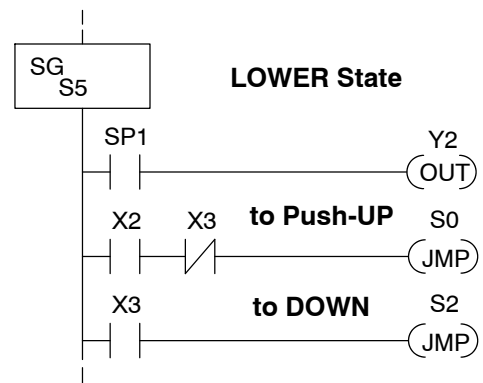 SG
S5
LOWER State
SP1 Y2
(OUT)
X2 X3 to Push-UP S0
(JMP)
X3 to DOWN S2
(JMP)